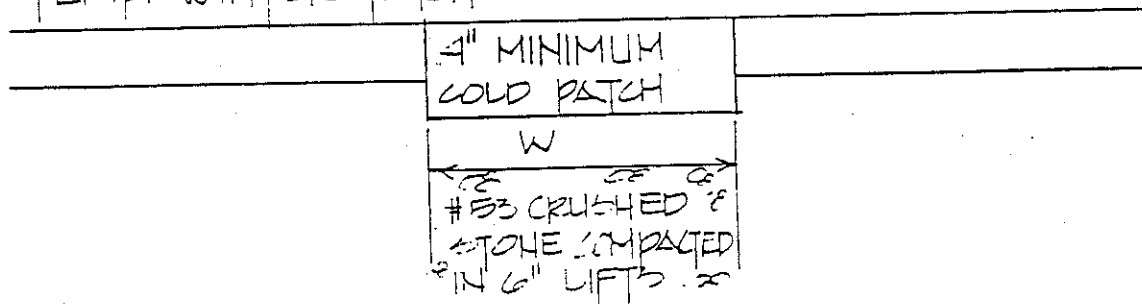 4" MINIMUM
COLD PATCH
W
#53 CRUSHED
STONE COMPACTED
IN 6" LIFTS